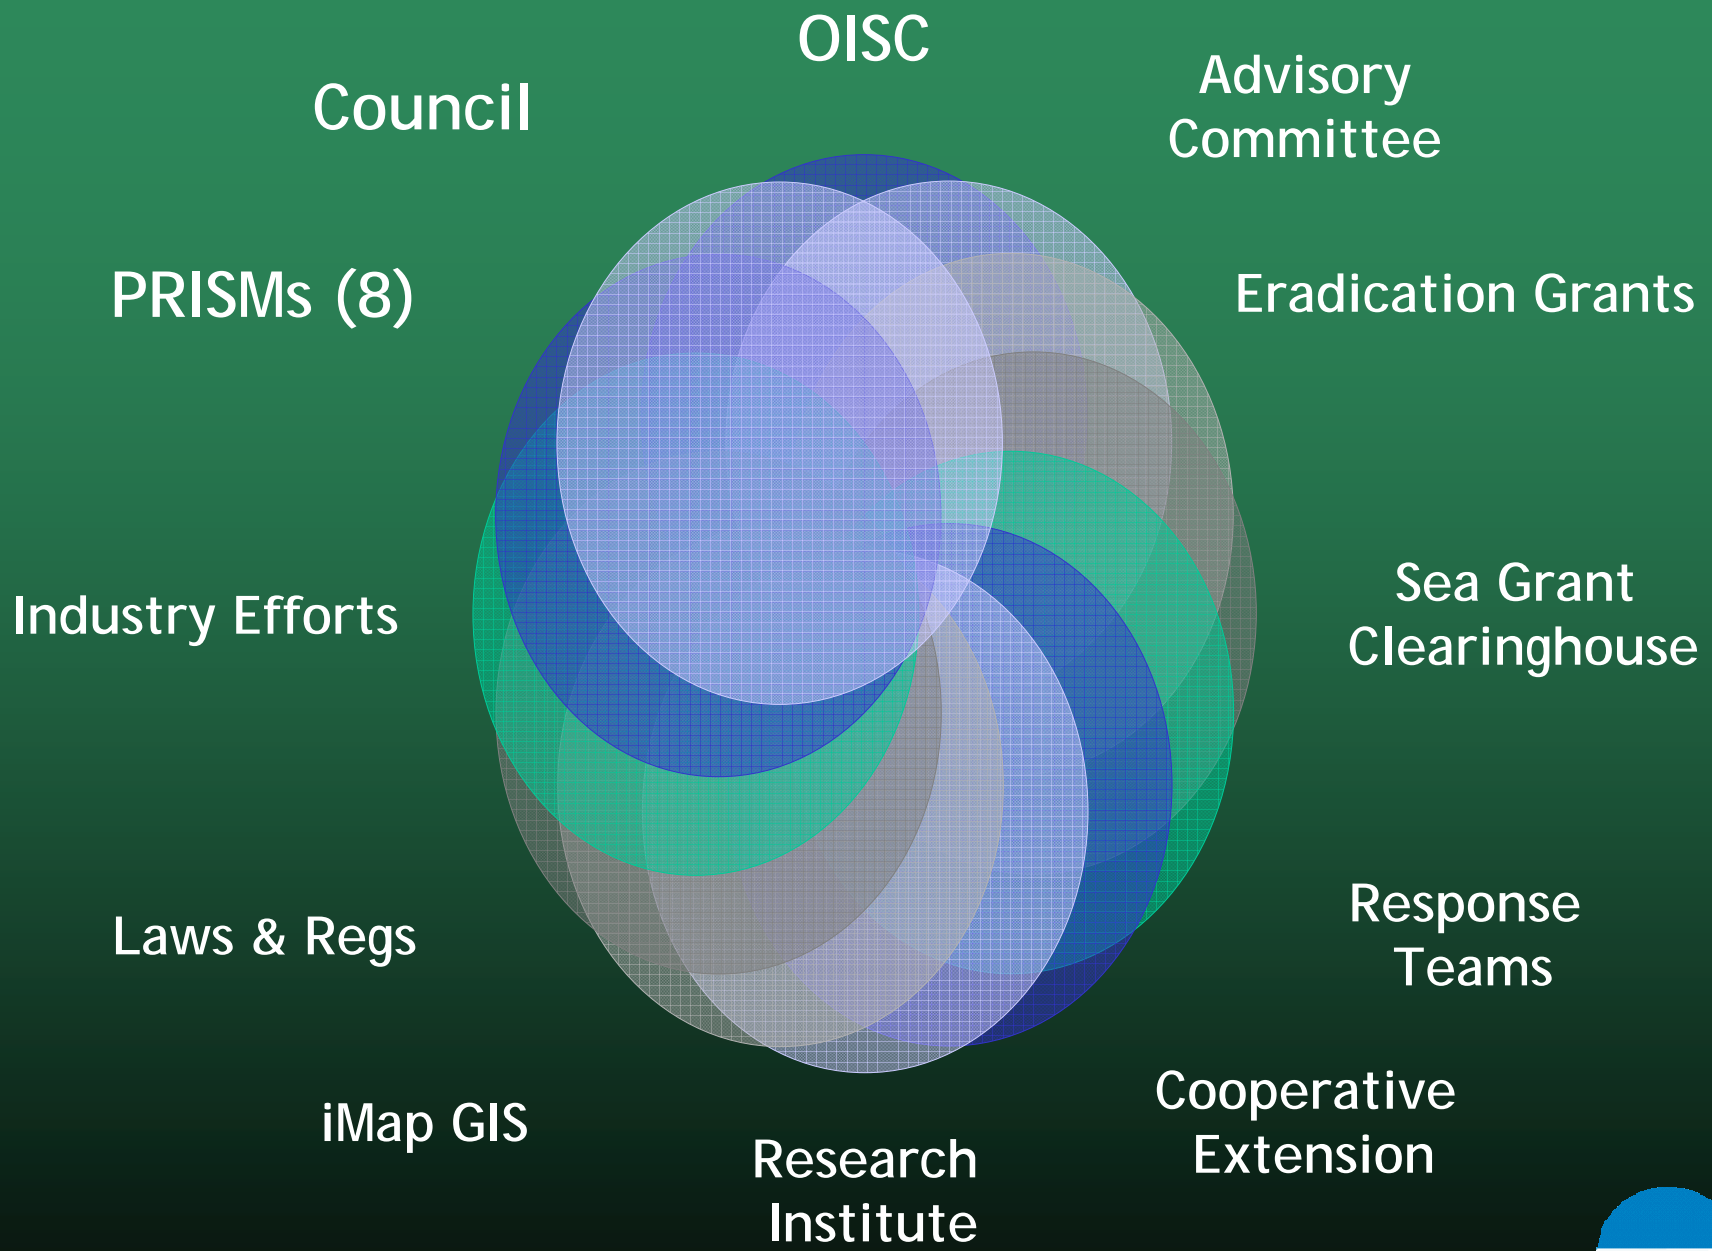 OISC
Advisory
Committee
Eradication Grants
Sea Grant
Clearinghouse
Response
Teams
Cooperative
Extension
Research
Institute
iMap GIS
Laws & Regs
Industry Efforts
PRISMs (8)
Council